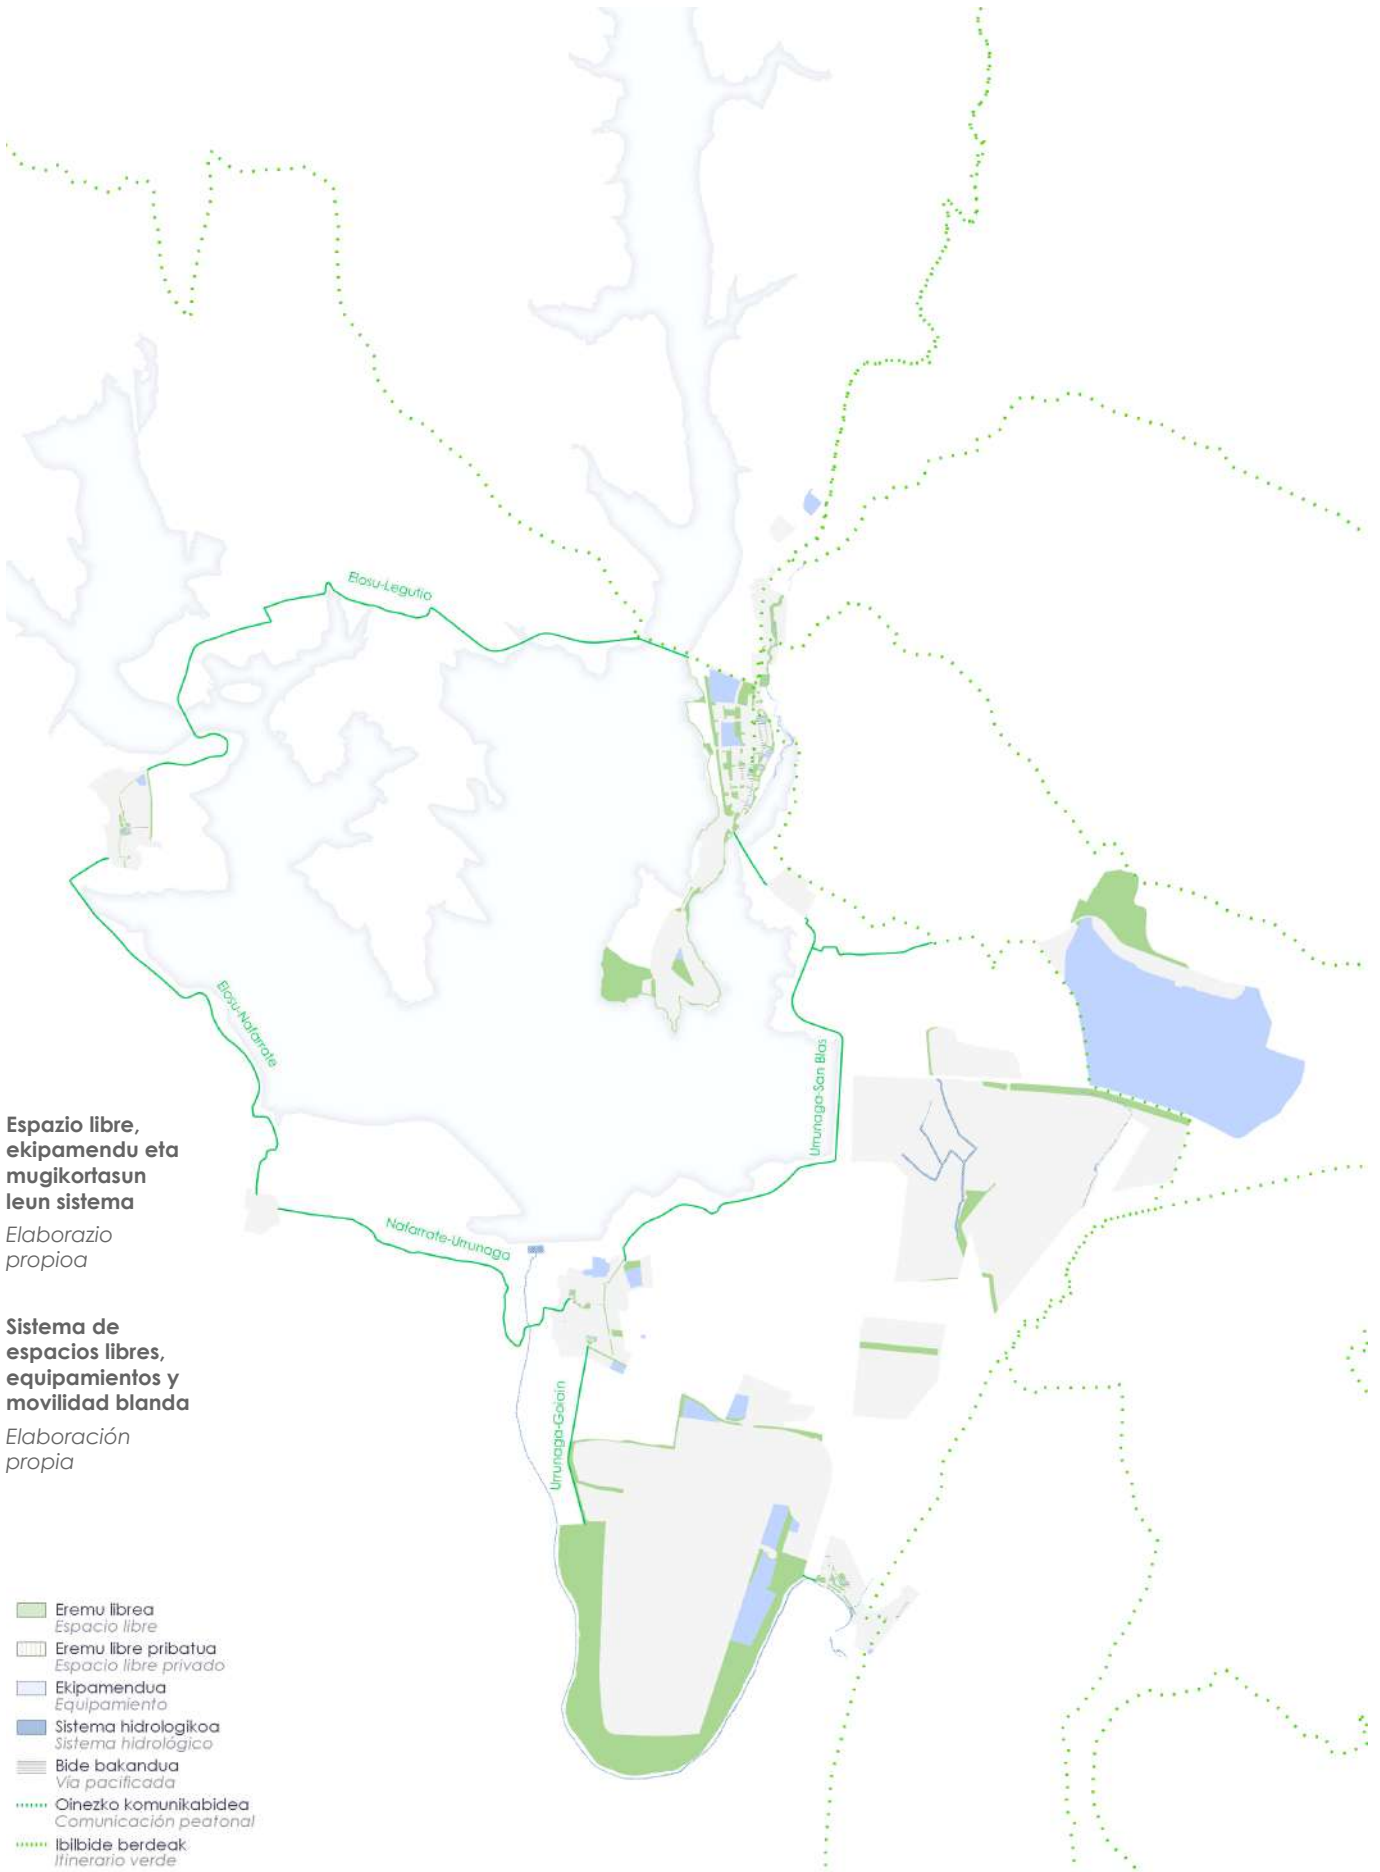 Elosu-Legutio
Elosu-Nafarrate
Urrunaga-San Blas
Nafarrate-Urrunaga
Urrunaga-Goiain
Espazio libre,
ekipamendu eta
mugikortasun
leun sistema
Elaborazio
propioa
Sistema de
espacios libres,
equipamientos y
movilidad blanda
Elaboración
propia
Eremu librea
Espacio libre
Eremu libre pribatua
Espacio libre privado
Ekipamendua
Equipamiento
Sistema hidrologikoa
Sistema hidrológico
Bide bakandua
Vía pacificada
Oinezko komunikabidea
Comunicación peatonal
Ibilbide berdeak
Itinerario verde